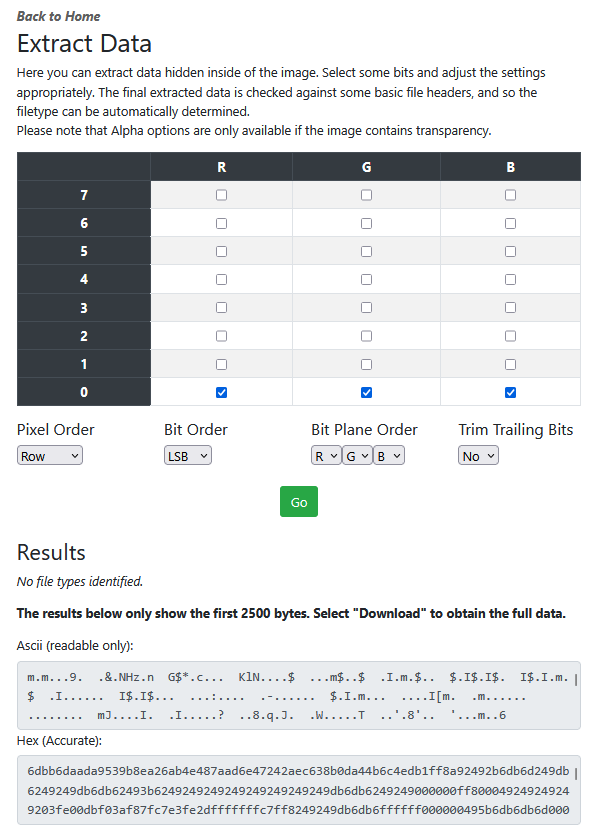 Back to Home
Extract Data
Here you can extract data hidden inside of the image. Select some bits and adjust the settings
appropriately. The final extracted data is checked against some basic file headers, and so the
filetype can be automatically determined.
Please note that Alpha options are only available if the image contains transparency.
R G B
7
6
5
4
3
2
1
0
Pixel Order Bit Order Bit Plane Order Trim Trailing Bits
Row LSB R G B No
Go
Results
No file types identified.
The results below only show the first 2500 bytes. Select "Download" to obtain the full data.
Ascii (readable only):
m.m...9. .&.NHz.n G$*.c... KlN....$ ...m$..$ .I.m.$.. $.I$.I$. I$.I.m.
$ .I...... I$.I$... ...:.... .-...... $.I.m... ....I[m. .m......
........ mJ....I. .I.....? ..8.q.J. .W.....T ..'.8'.. '...m..6
Hex (Accurate):
6dbb6daada9539b8ea26ab4e487aad6e47242aec638b0da44b6c4edb1ff8a92492b6db6d249db
6249249db6db62493b6249249249249249249249249db6db6249249000000ff80004924924924
9203fe00dbf03af87fc7e3fe2dfffffffc7ff8249249db6db6ffffff000000495b6db6db6d000